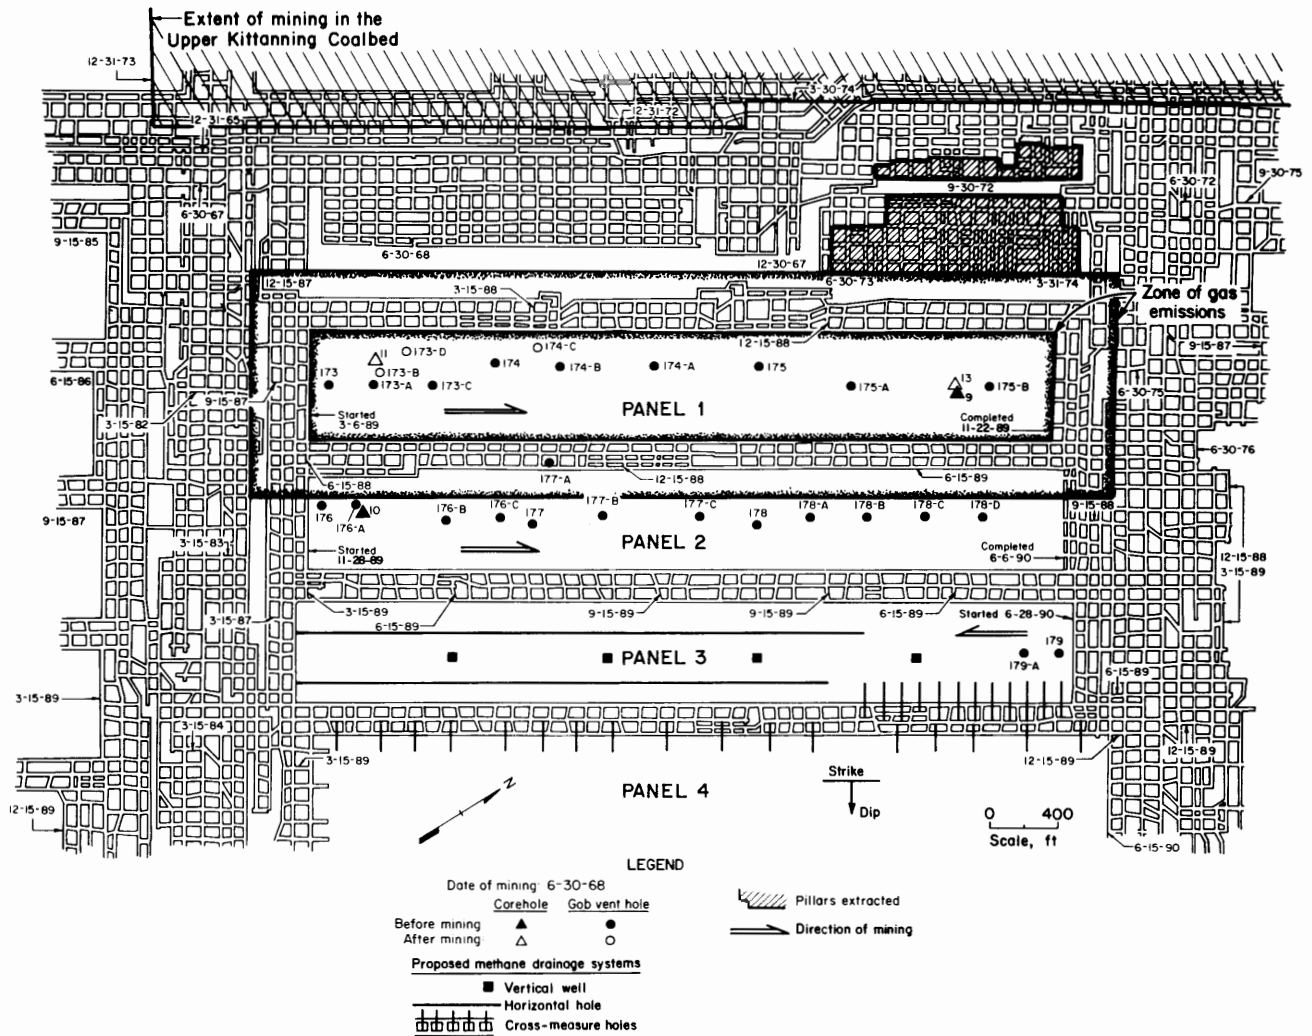 Extent of mining in the
Upper Kittanning Coalbed
12-31-73
3-30-74
12-31-72
12-31-65
9-30-75
6-30-72
9-30-72
6-30-67
9-15-85
6-30-68
12-30-67
12-15-87
3-15-88
6-30-73
3-31-74
Zone of gas
emissions
12-15-88
9-15-87
6-15-86
11
173-D
174-C
174
174-B
174-A
175
173-B
173
173-A
173-C
175-A
13
9
175-B
6-30-75
9-15-87
3-15-82
Started
3-6-89
PANEL 1
Completed
11-22-89
6-30-76
177-A
12-15-88
6-15-88
6-15-89
9-15-88
9-15-87
176
176-A
10
176-B
176-C
177
177-B
177-C
178
178-A
178-B
178-C
178-D
3-15-83
Started
11-28-89
PANEL 2
Completed
6-6-90
12-15-88
3-15-89
3-15-89
6-15-89
9-15-89
9-15-89
6-15-89
3-15-87
Started 6-28-90
PANEL 3
179
179-A
6-15-89
3-15-89
3-15-84
3-15-89
12-15-89
12-15-89
12-15-89
6-15-90
PANEL 4
N
Strike
Dip
0 400
Scale, ft
LEGEND
Date of mining: 6-30-68
Corehole Gob vent hole
Before mining
After mining
Pillars extracted
Direction of mining
Proposed methane drainage systems
Vertical well
Horizontal hole
Cross-measure holes